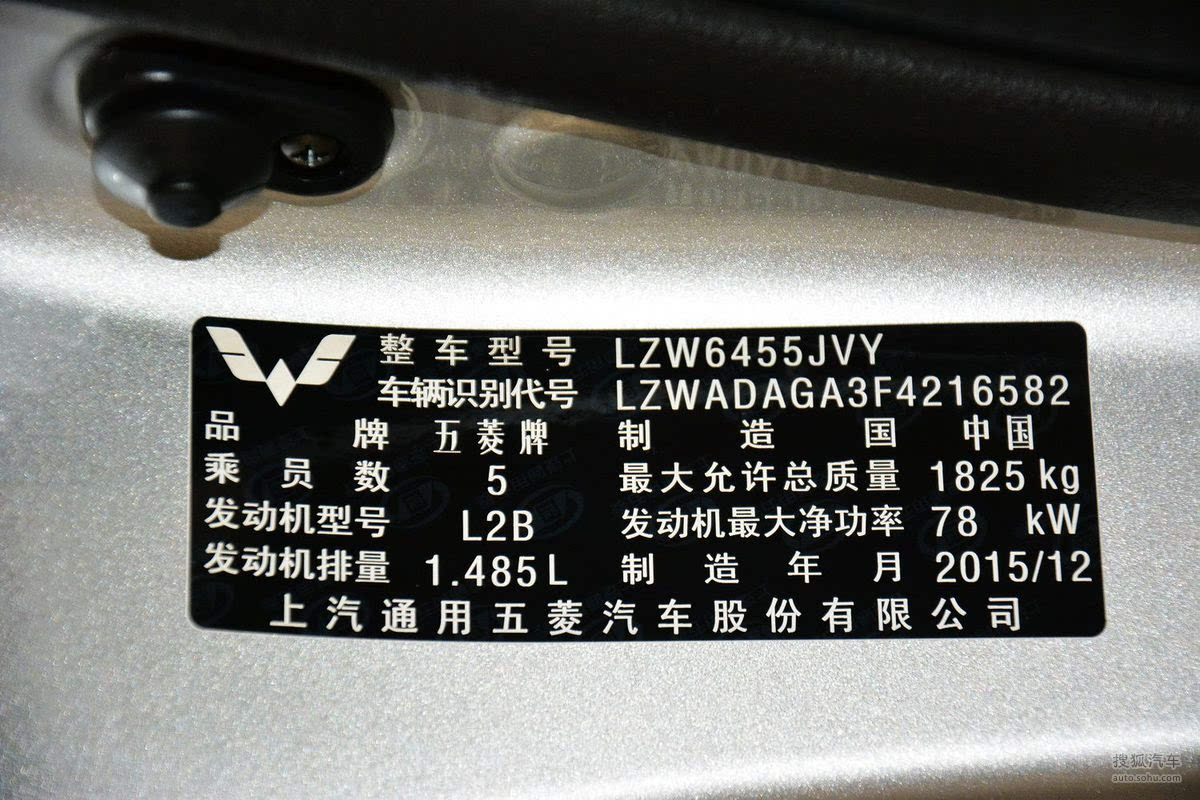 整车型号 LZW6455JVY
车辆识别代号 LZWADAGA3F4216582
品牌 五菱牌 制造国 中国
乘员数 5 最大允许总质量 1825 kg
发动机型号 L2B 发动机最大净功率 78 kW
发动机排量 1.485L 制造年月 2015/12
上汽通用五菱汽车股份有限公司
搜狐汽车
auto.sohu.com